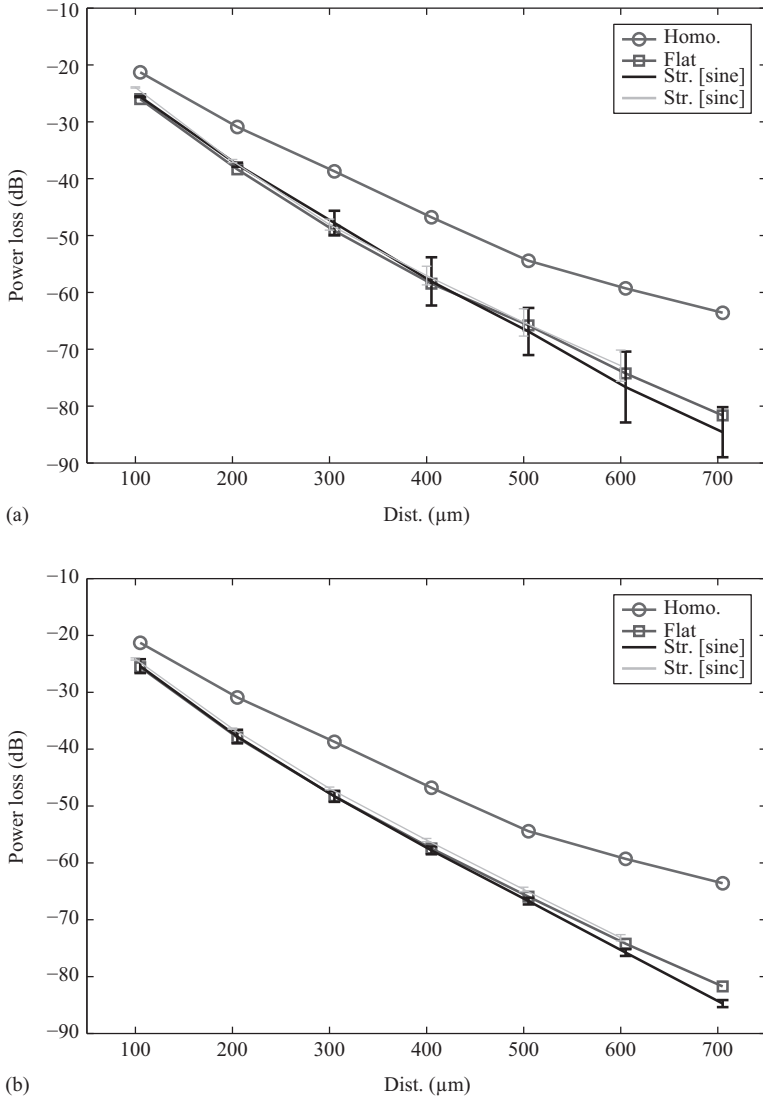 −10
−20
−30
−40
−50
−60
−70
−80
−90
Power loss (dB)
Homo.
Flat
Str. [sine]
Str. [sinc]
100 200 300 400 500 600 700
Dist. (µm)
(a)
−10
−20
−30
−40
−50
−60
−70
−80
−90
Power loss (dB)
Homo.
Flat
Str. [sine]
Str. [sinc]
100 200 300 400 500 600 700
Dist. (µm)
(b)